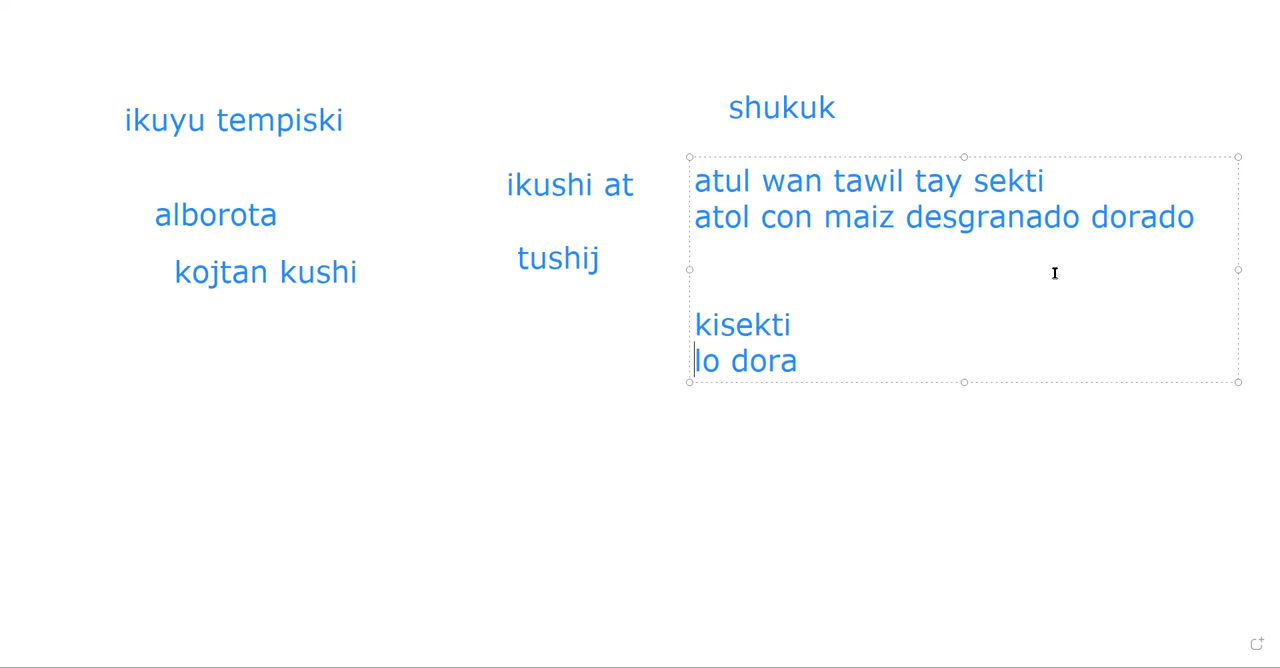 ikuyu tempiski
alborota
kojtan kushi
ikushi at
tushij
shukuk
atul wan tawil tay sekti
atol con maiz desgranado dorado
kisekti
lo dora